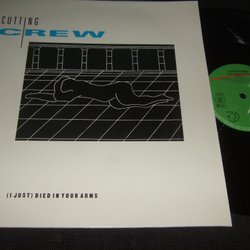 CUTTING
CREW
(I JUST) DIED IN YOUR ARMS